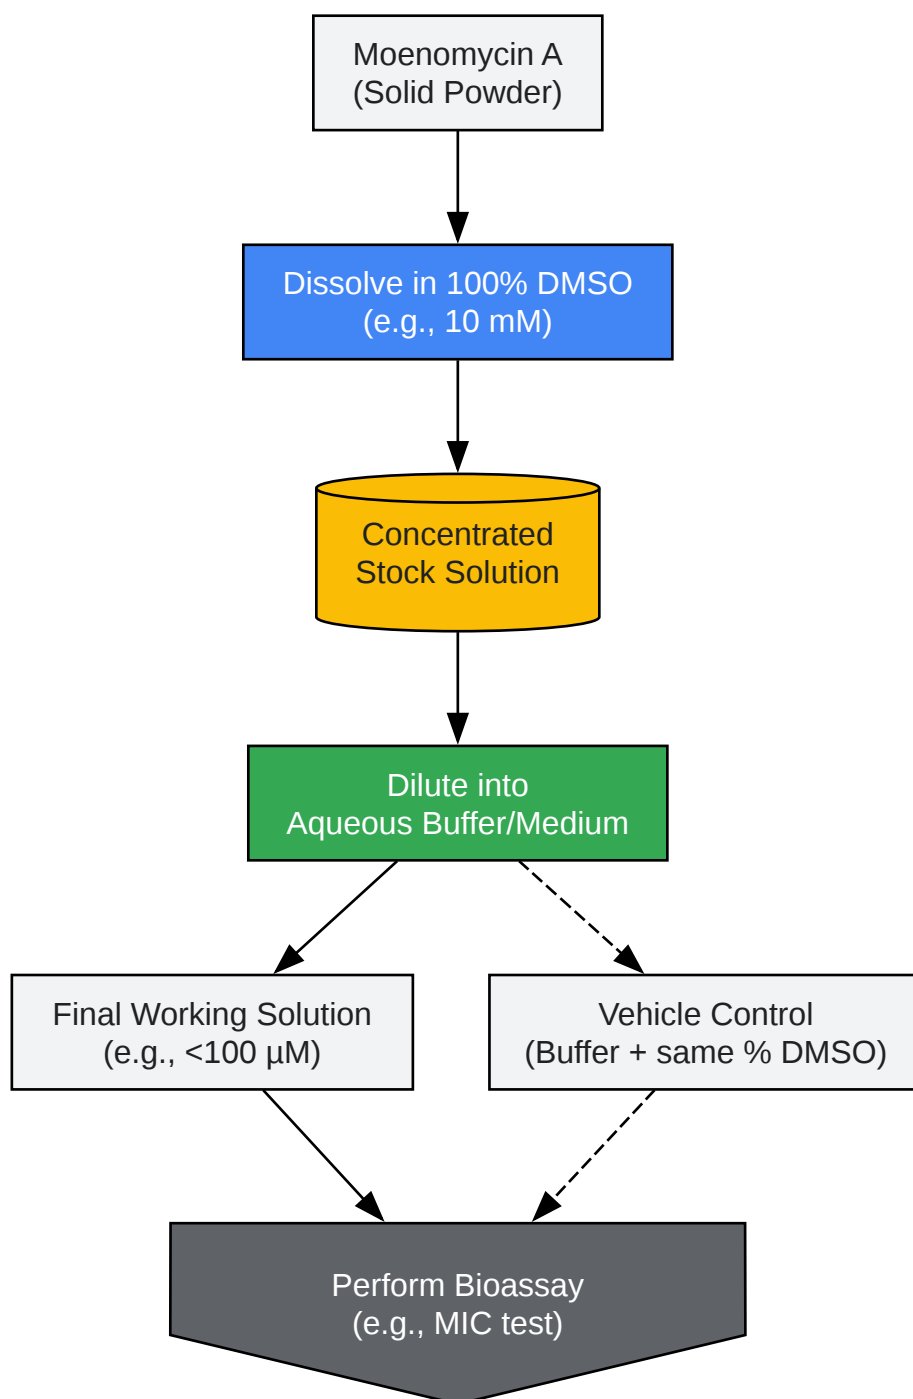 Moenomycin A
(Solid Powder)
Dissolve in 100% DMSO
(e.g., 10 mM)
Concentrated
Stock Solution
Dilute into
Aqueous Buffer/Medium
Final Working Solution
(e.g., <100 µM)
Vehicle Control
(Buffer + same % DMSO)
Perform Bioassay
(e.g., MIC test)